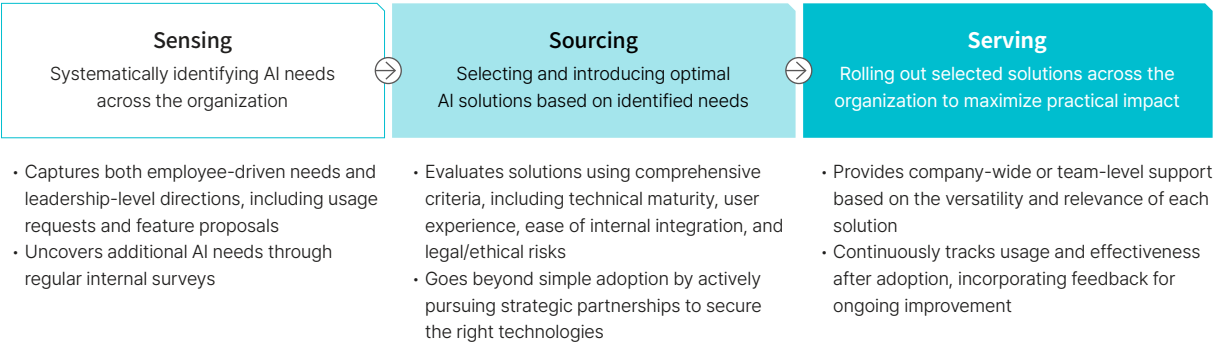 Sensing
Systematically identifying AI needs
across the organization
Sourcing
Selecting and introducing optimal
AI solutions based on identified needs
Serving
Rolling out selected solutions across the
organization to maximize practical impact
• Captures both employee-driven needs and
leadership-level directions, including usage
requests and feature proposals
• Uncovers additional AI needs through
regular internal surveys
• Evaluates solutions using comprehensive
criteria, including technical maturity, user
experience, ease of internal integration, and
legal/ethical risks
• Goes beyond simple adoption by actively
pursuing strategic partnerships to secure
the right technologies
• Provides company-wide or team-level support
based on the versatility and relevance of each
solution
• Continuously tracks usage and effectiveness
after adoption, incorporating feedback for
ongoing improvement